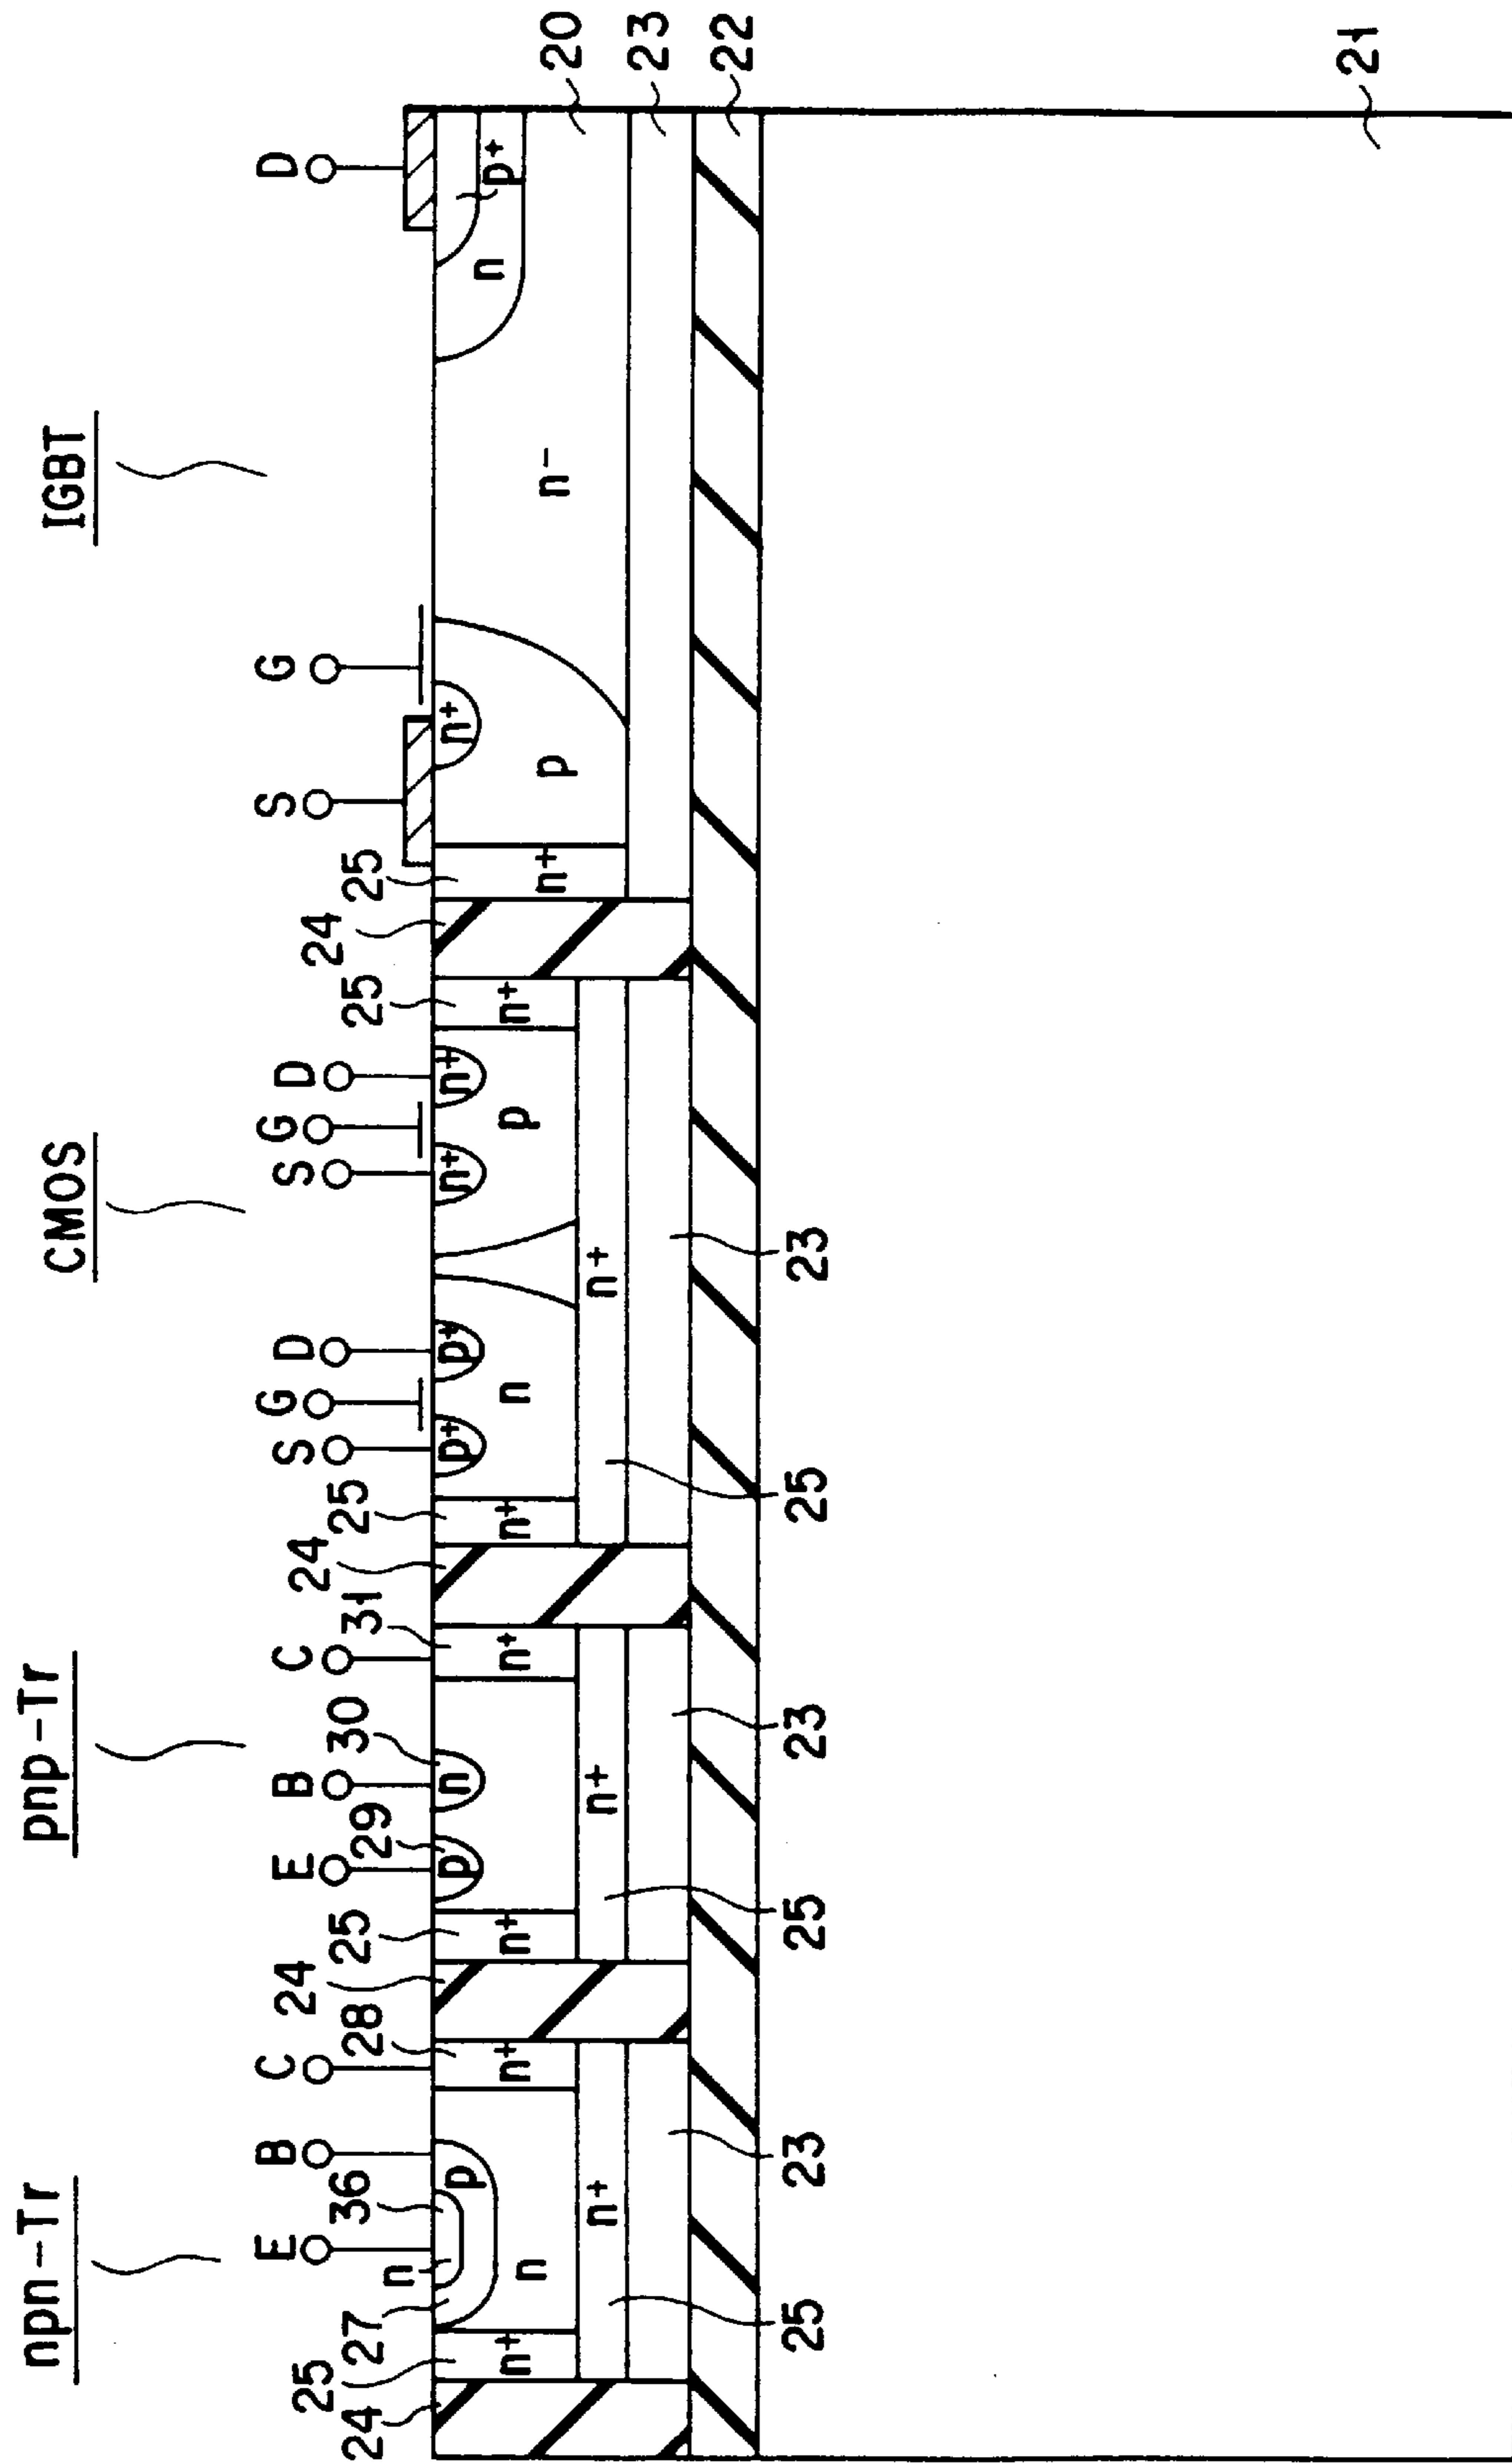 npn-Tr
pnp-Tr
CMOS
IGBT
E B C
E B C
S G D
S G D
S G
D
24 25 27 n 36 28
24 25 29 30 31
24 25
25 24 25
n+ p n n+
n+ p n n+
n+ p+ p+ n
n+ n+ p n+
n+ p n+ n- n p+
n+ n+ n+
25 23
25 23
25 23
20
23
22
21